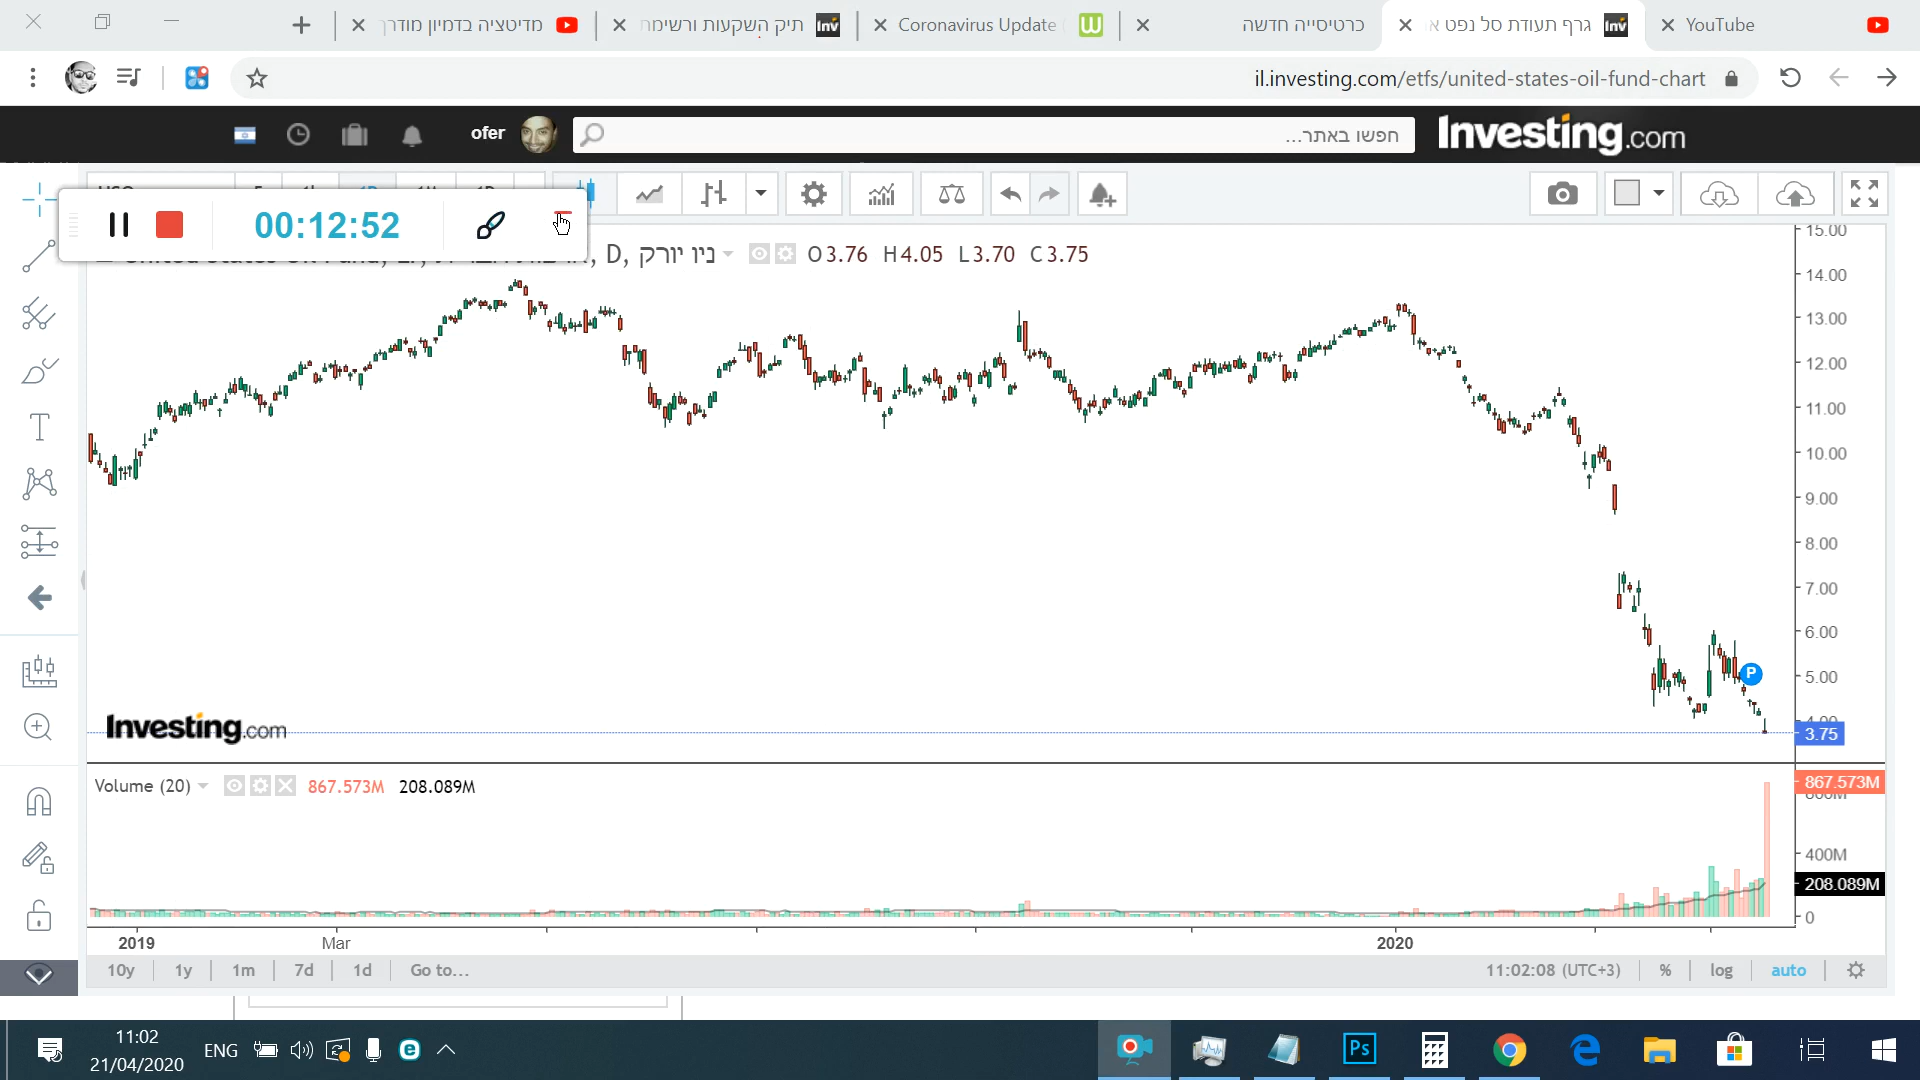 מדיטציה בדמיון מודרך
תיק השקעות ורשימת
Coronavirus Update
כרטיסייה חדשה
גרף תעודת סל נפט א
YouTube
il.investing.com/etfs/united-states-oil-fund-chart
ofer
חפשו באתר...
Investing.com
00:12:52
, D, ניו יורק
O3.76 H4.05 L3.70 C3.75
15.00
14.00
13.00
12.00
11.00
10.00
9.00
8.00
7.00
6.00
5.00
4.00
3.75
P
Investing.com
Volume (20)
867.573M 208.089M
867.573M
400M
208.089M
0
2019
Mar
2020
10y 1y 1m 7d 1d Go to...
11:02:08 (UTC+3) % log auto
11:02
21/04/2020
ENG
Ps